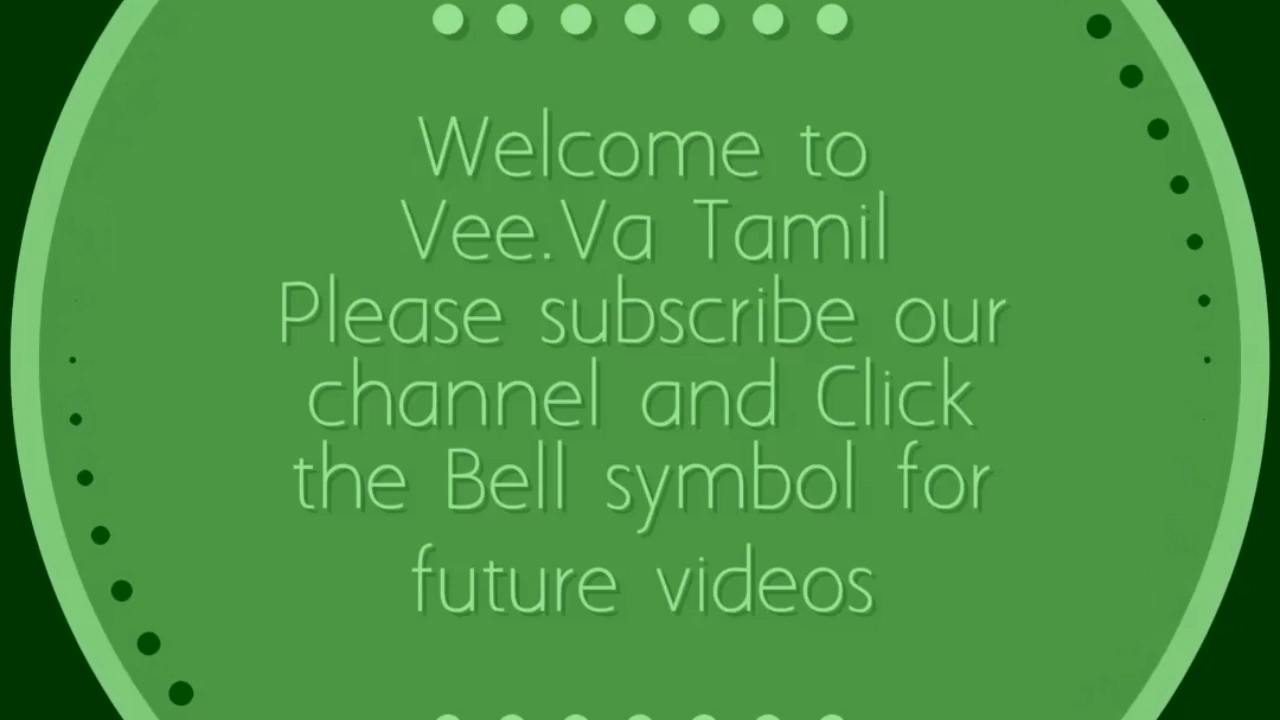 Welcome to
Vee.Va Tamil
Please subscribe our
channel and Click
the Bell symbol for
future videos